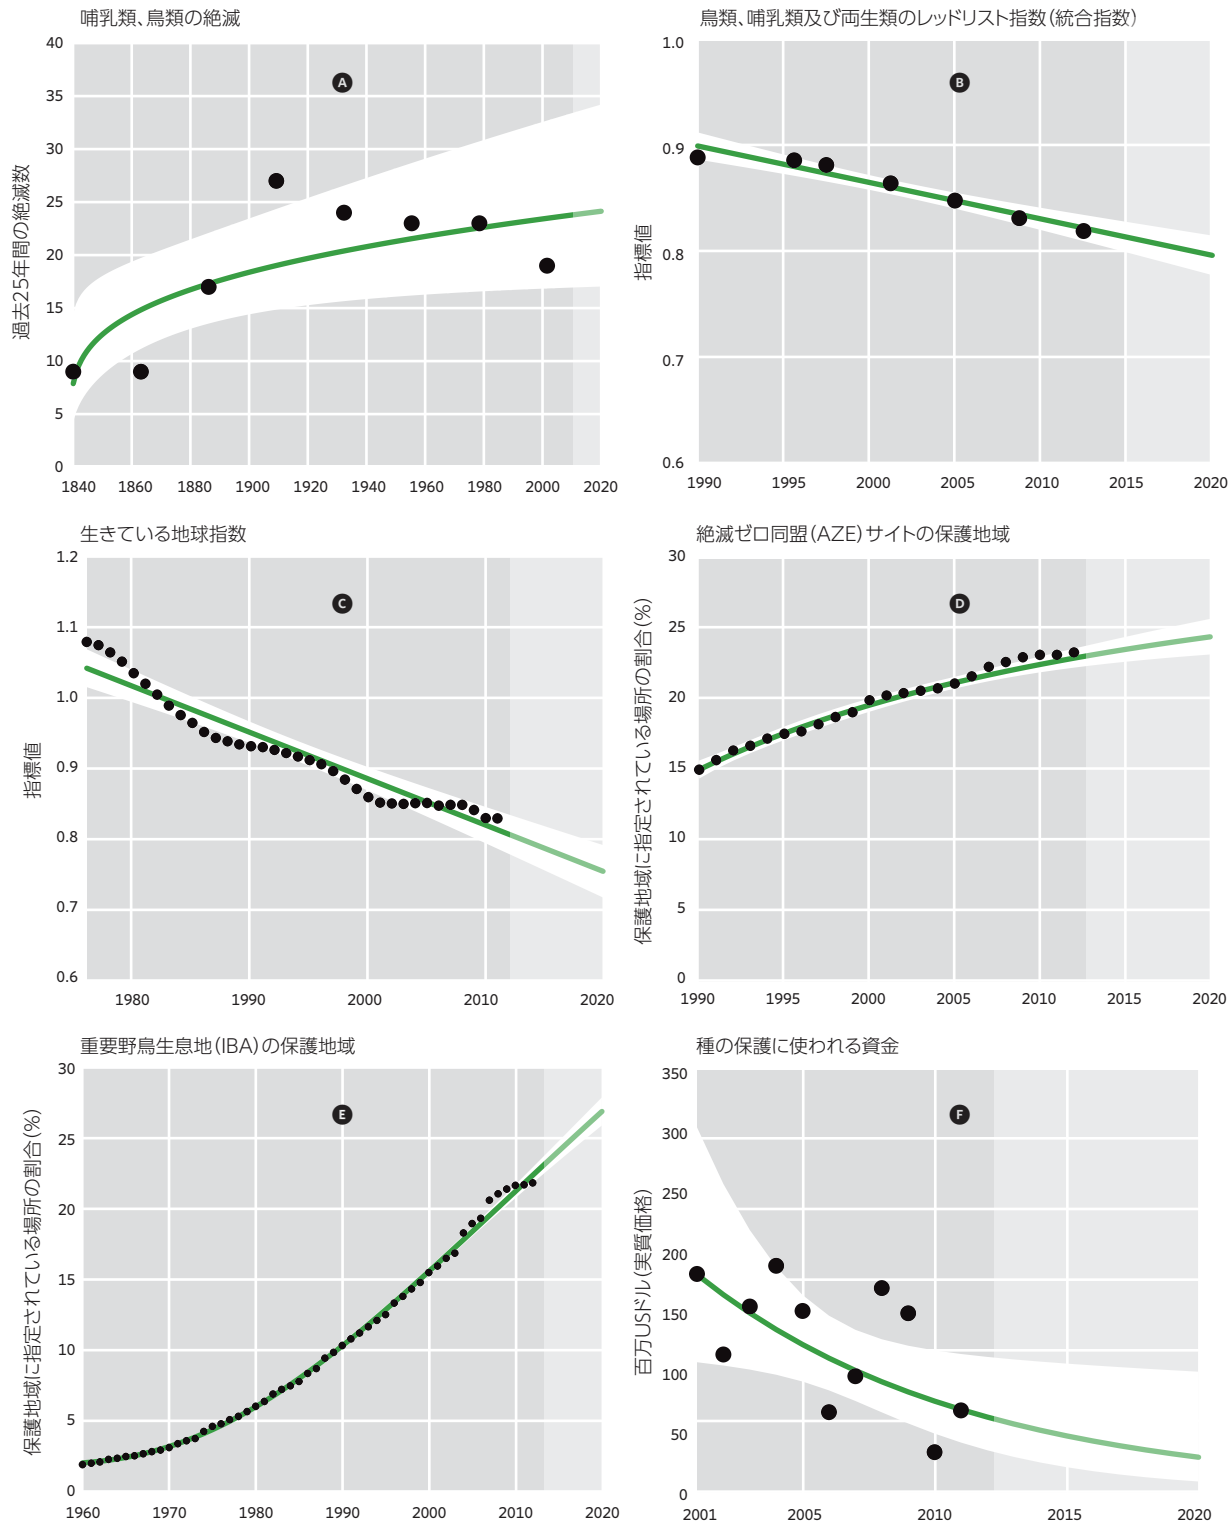 哺乳類、鳥類の絶滅
A
過去25年間の絶滅数
40
35
30
25
20
15
10
5
0
1840 1860 1880 1900 1920 1940 1960 1980 2000 2020
鳥類、哺乳類及び両生類のレッドリスト指数(統合指数)
B
指標値
1.0
0.9
0.8
0.7
0.6
1990 1995 2000 2005 2010 2015 2020
生きている地球指数
C
指標値
1.2
1.1
1.0
0.9
0.8
0.7
0.6
1980 1990 2000 2010 2020
絶滅ゼロ同盟(AZE)サイトの保護地域
D
保護地域に指定されている場所の割合(%)
30
25
20
15
10
5
0
1990 1995 2000 2005 2010 2015 2020
重要野鳥生息地(IBA)の保護地域
E
保護地域に指定されている場所の割合(%)
30
25
20
15
10
5
0
1960 1970 1980 1990 2000 2010 2020
種の保護に使われる資金
F
百万USドル(実質価格)
350
300
250
200
150
100
50
0
2001 2005 2010 2015 2020